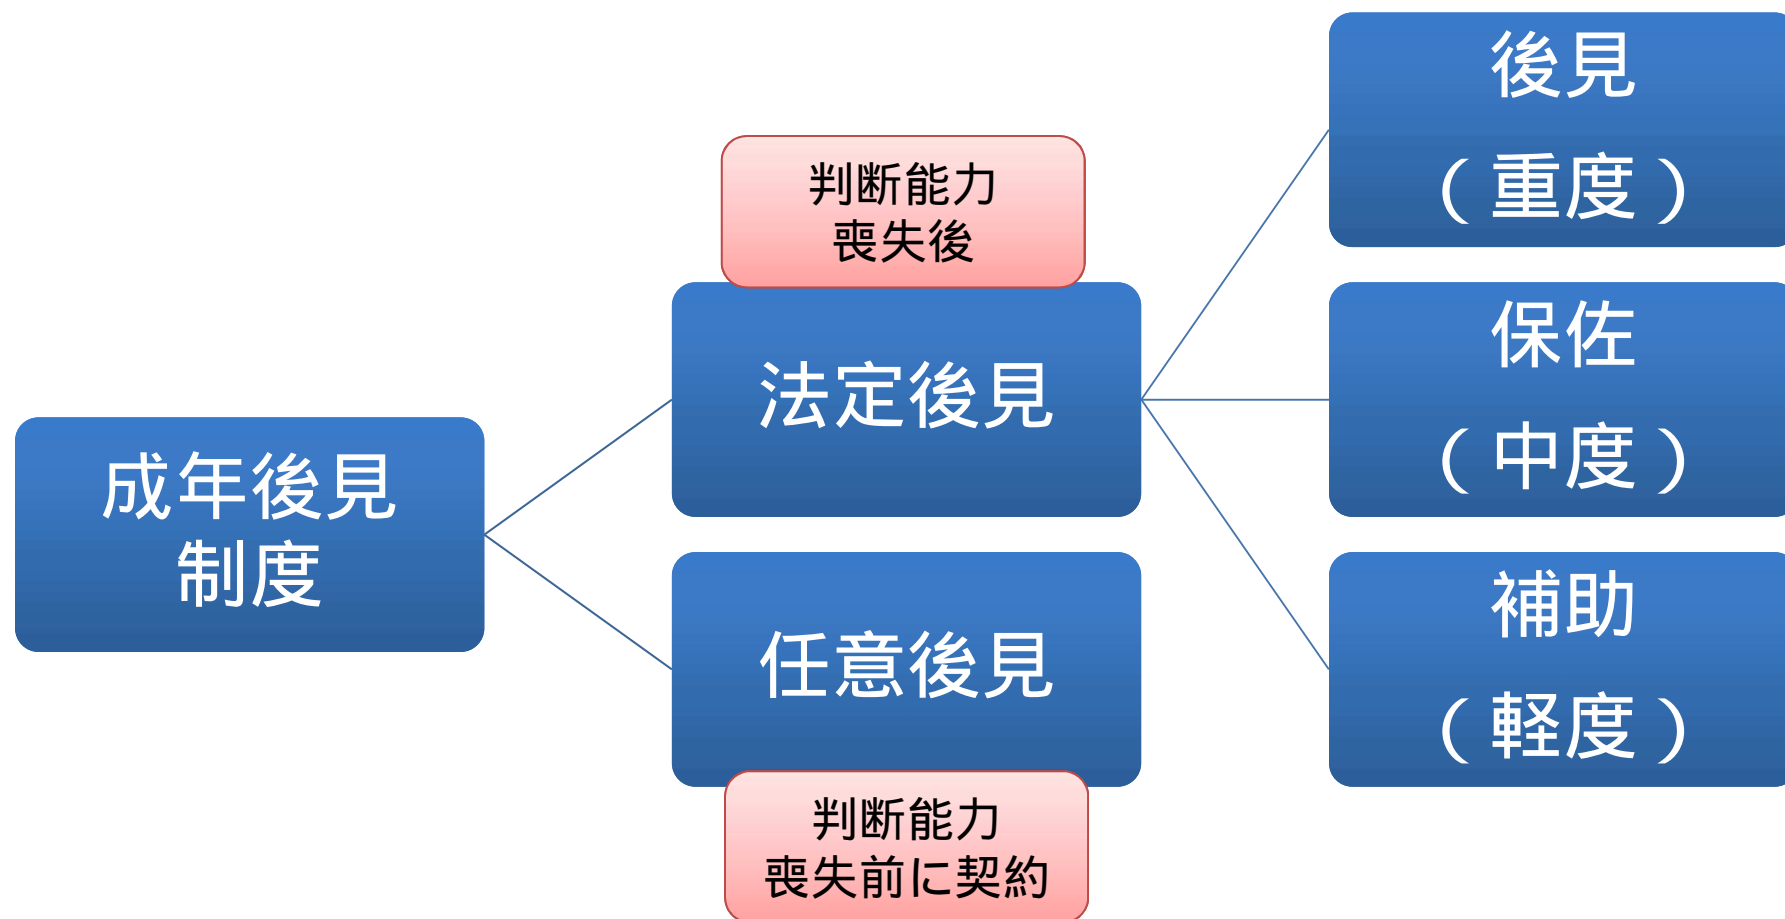 成年後見
制度
判断能力
喪失後
法定後見
任意後見
判断能力
喪失前に契約
後見
（重度）
保佐
（中度）
補助
（軽度）